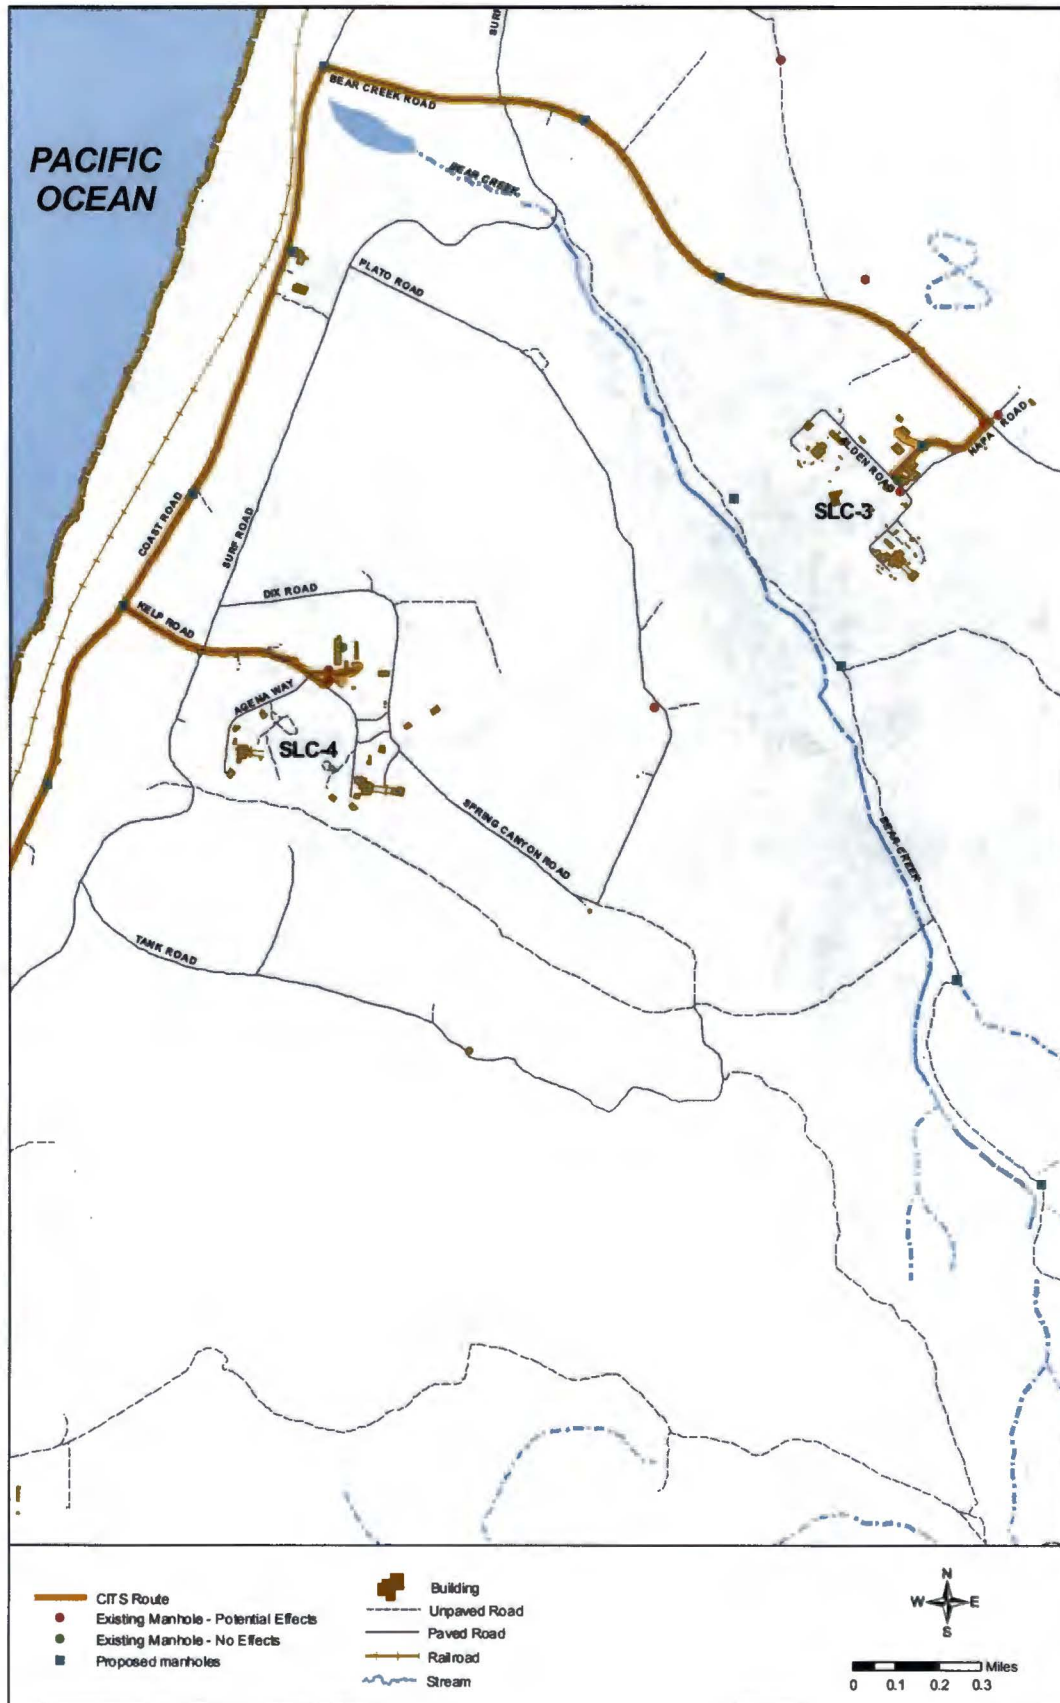 SURF
BEAR CREEK ROAD
PACIFIC
OCEAN
BEAR CREEK
PLATO ROAD
NAPA ROAD
ALDEN ROAD
SLC-3
COAST ROAD
SURF ROAD
DIX ROAD
KELP ROAD
AGENA WAY
SLC-4
SPRING CANYON ROAD
BEAR CREEK
TANK ROAD
CITS Route
Existing Manhole - Potential Effects
Existing Manhole - No Effects
Proposed manholes
Building
Unpaved Road
Paved Road
Railroad
Stream
N
W E
S
Miles
0 0.1 0.2 0.3